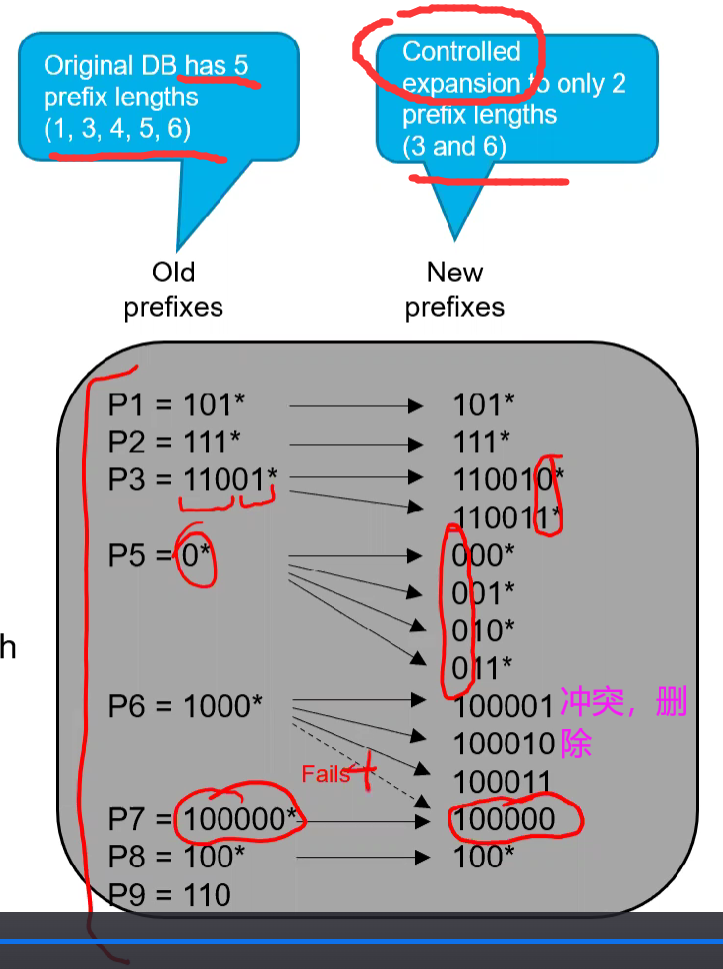 Original DB has 5
prefix lengths
(1, 3, 4, 5, 6)
Controlled
expansion to only 2
prefix lengths
(3 and 6)
Old
prefixes
New
prefixes
P1 = 101*
101*
P2 = 111*
111*
P3 = 11001*
110010*
110011*
P5 = 0*
000*
001*
010*
011*
P6 = 1000*
100001 冲突，删
100010 除
100011
Fails
P7 = 100000*
100000
P8 = 100*
100*
P9 = 110
h